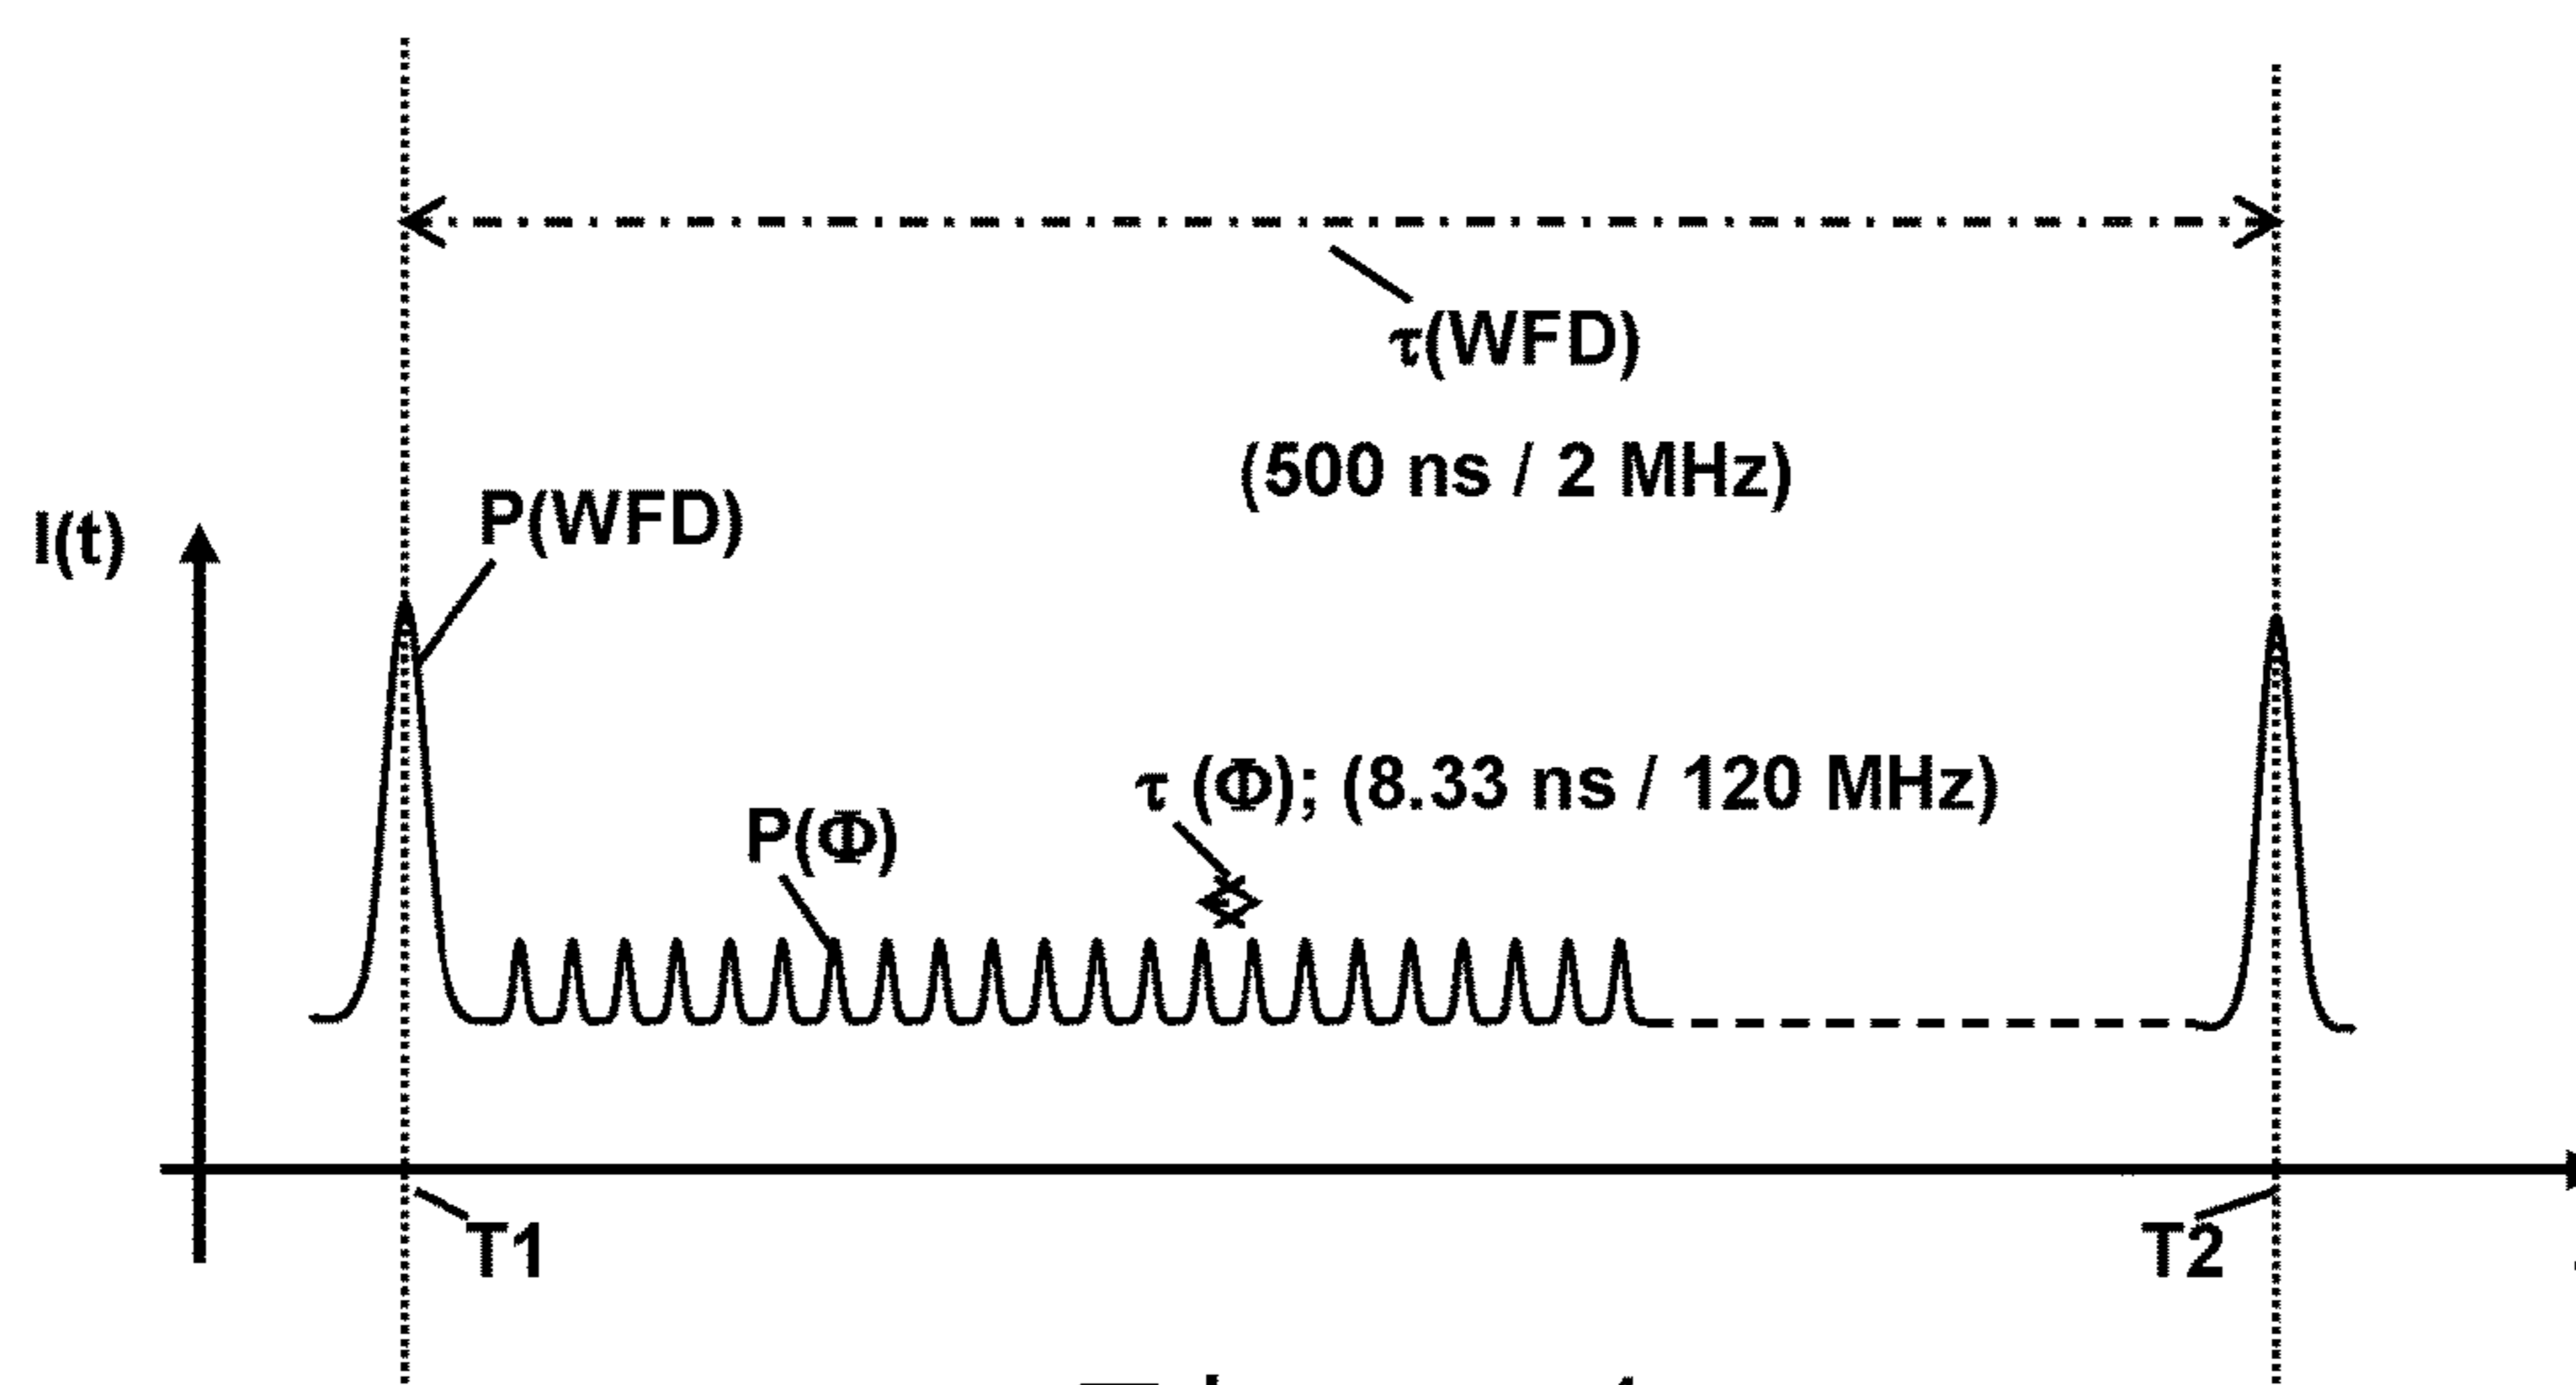 τ(WFD)
(500 ns / 2 MHz)
I(t)
P(WFD)
τ (Φ); (8.33 ns / 120 MHz)
P(Φ)
T1
T2